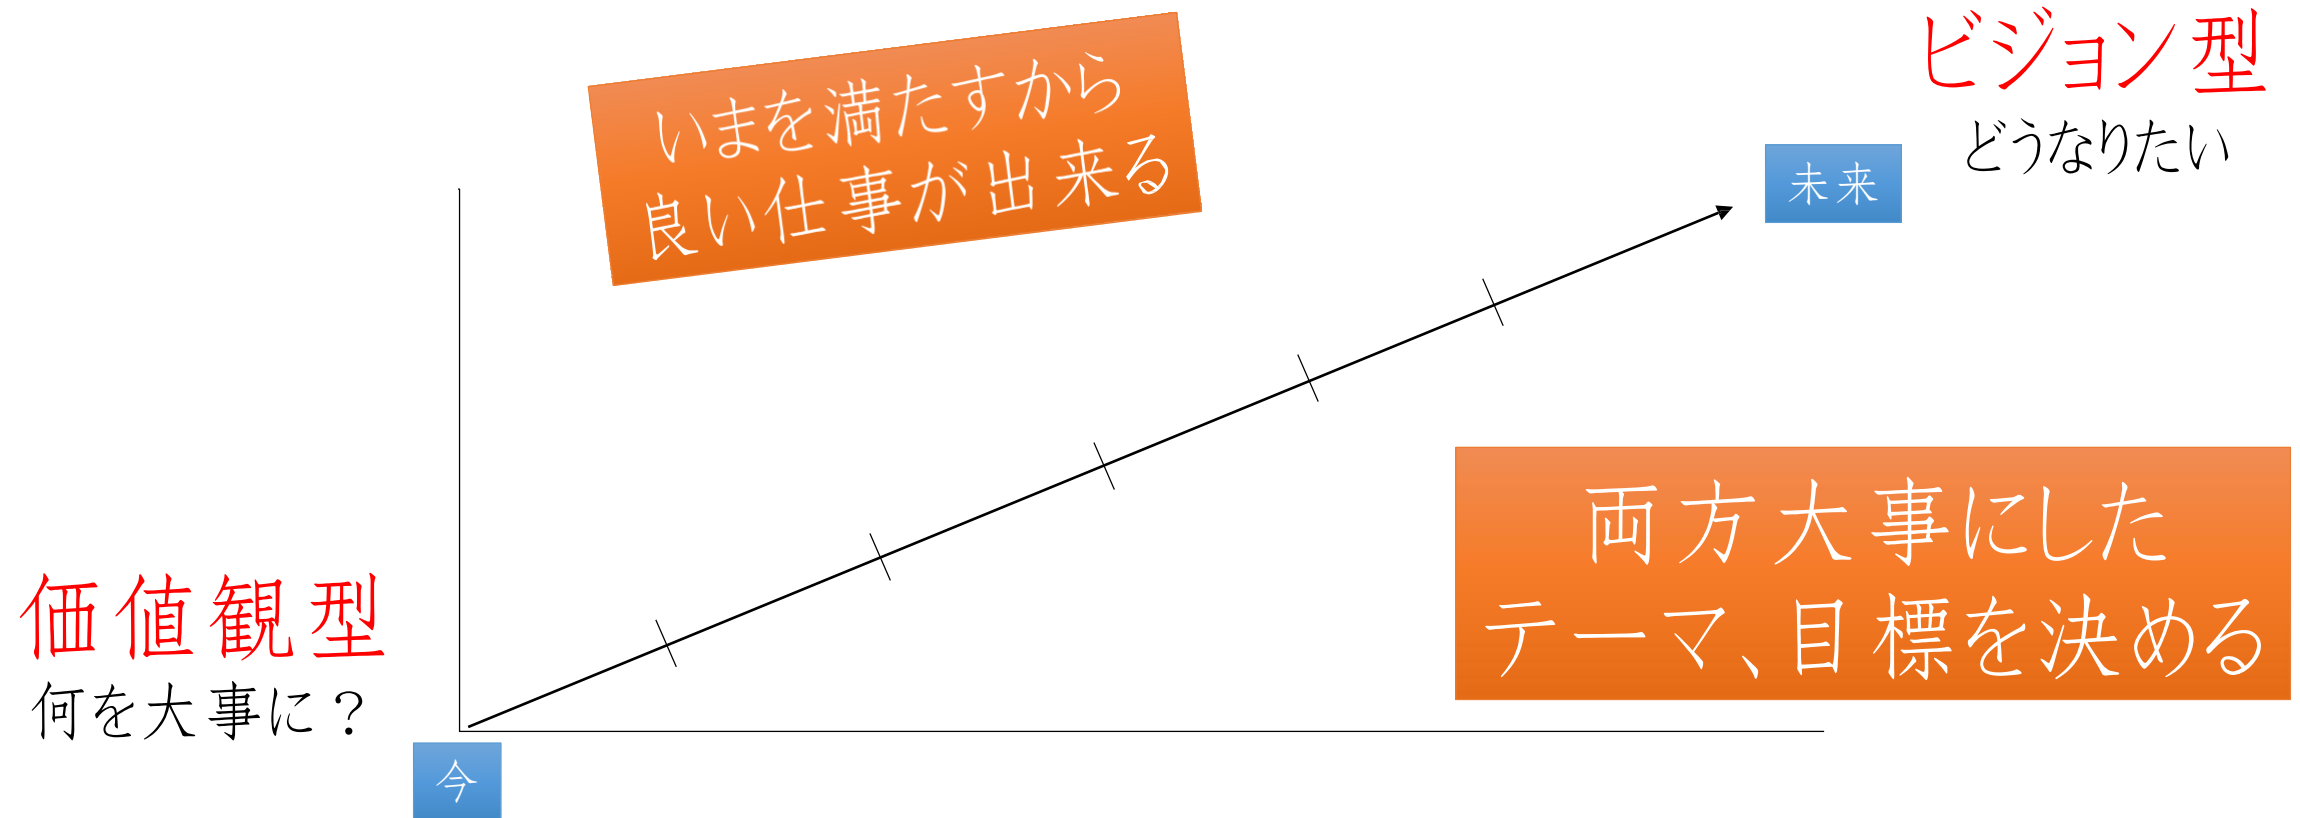 ビジョン型
どうなりたい
未来
いまを満たすから
良い仕事が出来る
両方大事にした
テーマ、目標を決める
価値観型
何を大事に？
今